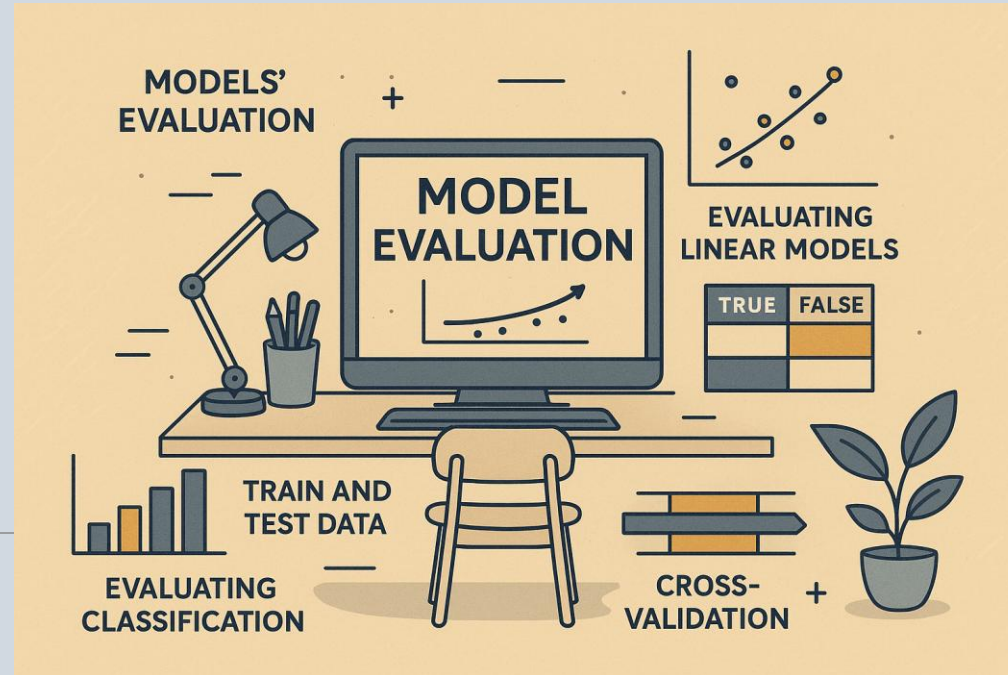 MODELS'
EVALUATION
MODEL
EVALUATION
EVALUATING
LINEAR MODELS
TRUE FALSE
TRAIN AND
TEST DATA
EVALUATING
CLASSIFICATION
CROSS-
VALIDATION